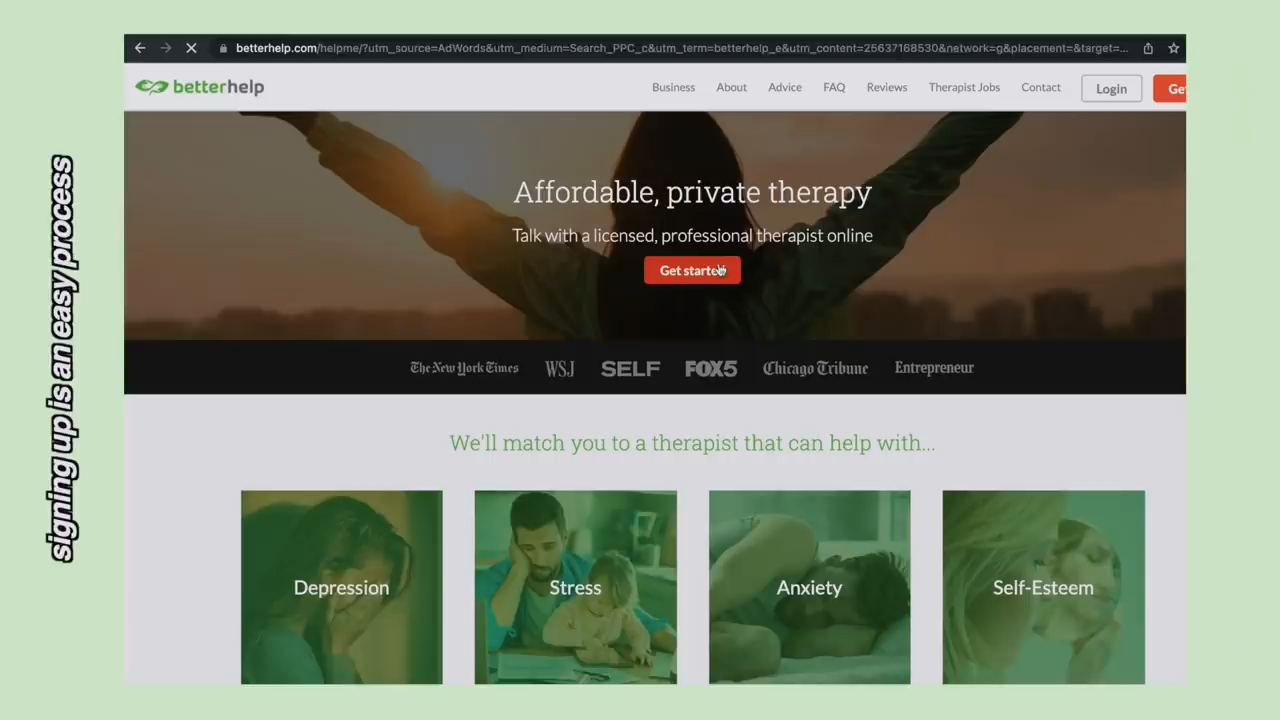 signing up is an easy process
betterhelp.com/helpme/?utm_source=AdWords&utm_medium=Search_PPC_c&utm_term=betterhelp_e&utm_content=25637168530&network=g&placement=&target=...
betterhelp
Business About Advice FAQ Reviews Therapist Jobs Contact Login Get
Affordable, private therapy
Talk with a licensed, professional therapist online
Get started
The New York Times WSJ SELF FOX5 Chicago Tribune Entrepreneur
We'll match you to a therapist that can help with...
Depression Stress Anxiety Self-Esteem